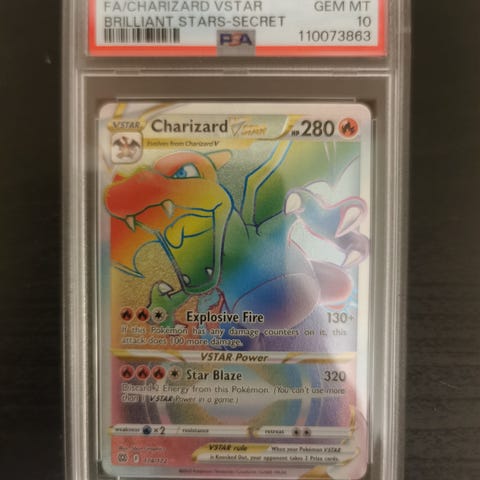 FA/CHARIZARD VSTAR GEM MT
BRILLIANT STARS-SECRET 10
PSA 110073863
VSTAR Charizard VSTAR HP 280
Evolves from Charizard V
Explosive Fire 130+
If this Pokémon has any damage counters on it, this
attack does 100 more damage.
VSTAR Power
Star Blaze 320
Discard 2 Energy from this Pokémon. (You can't use more
than 1 VSTAR Power in a game.)
weakness ×2 resistance retreat
VSTAR rule When your Pokémon VSTAR
is Knocked Out, your opponent takes 2 Prize cards.
174/172